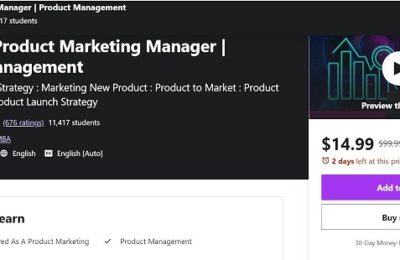 Manager | Product Management
17 students
Product Marketing Manager |
anagement
Strategy : Marketing New Product : Product to Market : Product
oduct Launch Strategy
(676 ratings) 11,417 students
MBA
English English [Auto]
Preview th
$14.99 $99.99
2 days left at this pri
Add to
Buy
30-Day Money-
earn
red As A Product Marketing
Product Management